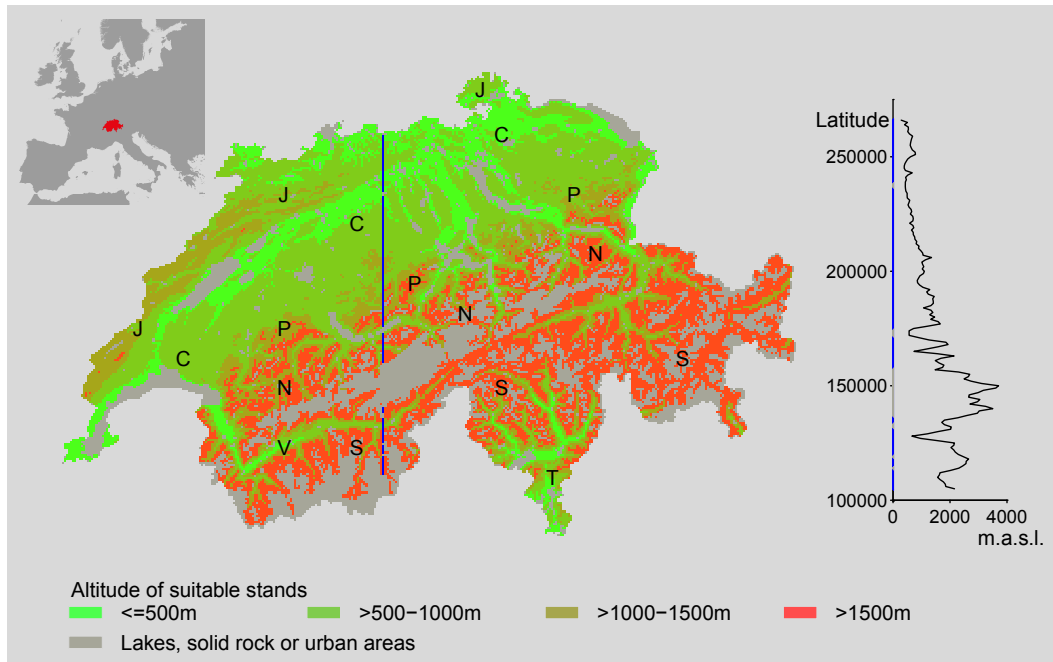 J
C
J
P
C
N
P
N
J
P
C
S
N
S
V
S
T
Latitude
250000
200000
150000
100000
0 2000 4000
m.a.s.l.
Altitude of suitable stands
<=500m >500−1000m >1000−1500m >1500m
Lakes, solid rock or urban areas